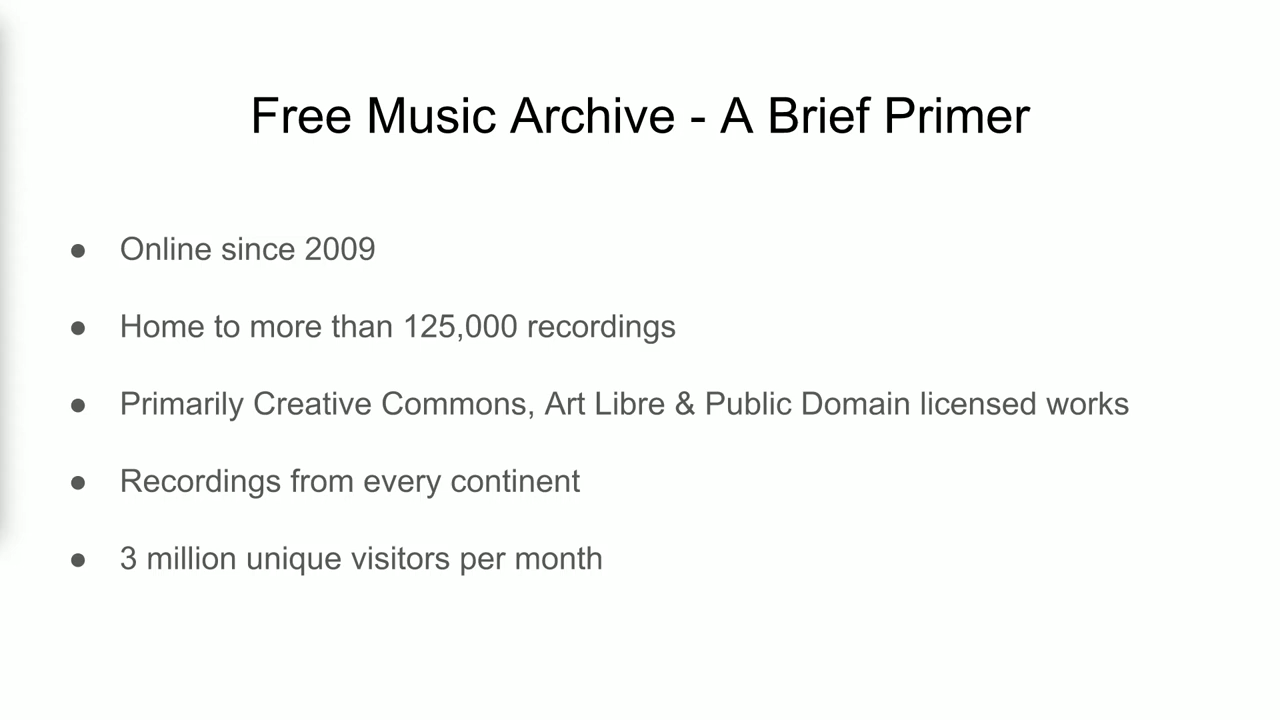 Free Music Archive - A Brief Primer
● Online since 2009
● Home to more than 125,000 recordings
● Primarily Creative Commons, Art Libre & Public Domain licensed works
● Recordings from every continent
● 3 million unique visitors per month